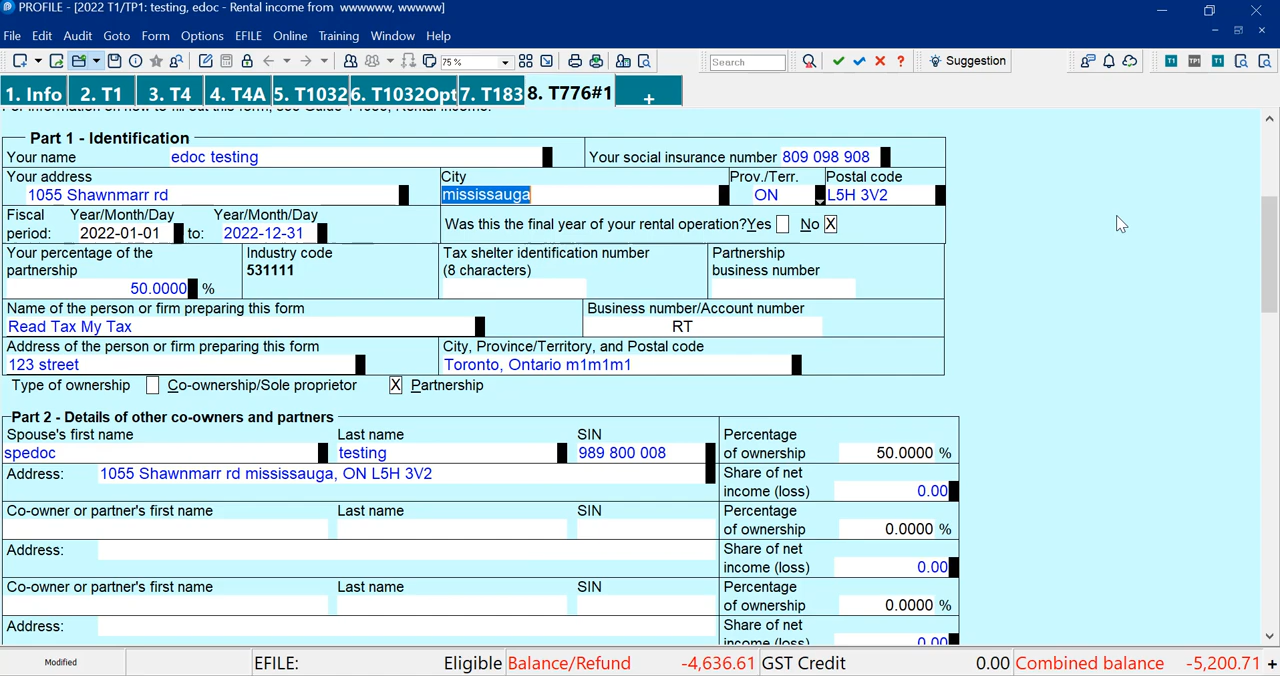 PROFILE - [2022 T1/TP1: testing, edoc - Rental income from wwwwww, wwwww]
File Edit Audit Goto Form Options EFILE Online Training Window Help
75 % Search ? Suggestion T1 TP1 T1
1. Info 2. T1 3. T4 4. T4A 5. T1032 6. T1032Opt 7. T183 8. T776#1 +
Part 1 - Identification
Your name edoc testing Your social insurance number 809 098 908
Your address City Prov./Terr. Postal code
1055 Shawnmarr rd mississauga ON L5H 3V2
Fiscal Year/Month/Day Year/Month/Day
period: 2022-01-01 to: 2022-12-31 Was this the final year of your rental operation? Yes No X
Your percentage of the Industry code Tax shelter identification number Partnership
partnership 531111 (8 characters) business number
50.0000 %
Name of the person or firm preparing this form Business number/Account number
Read Tax My Tax RT
Address of the person or firm preparing this form City, Province/Territory, and Postal code
123 street Toronto, Ontario m1m1m1
Type of ownership Co-ownership/Sole proprietor X Partnership
Part 2 - Details of other co-owners and partners
Spouse's first name Last name SIN Percentage
spedoc testing 989 800 008 of ownership 50.0000 %
Address: 1055 Shawnmarr rd mississauga, ON L5H 3V2 Share of net
income (loss) 0.00
Co-owner or partner's first name Last name SIN Percentage
of ownership 0.0000 %
Address: Share of net
income (loss) 0.00
Co-owner or partner's first name Last name SIN Percentage
of ownership 0.0000 %
Address: Share of net
income (loss) 0.00
Modified EFILE: Eligible Balance/Refund -4,636.61 GST Credit 0.00 Combined balance -5,200.71 +